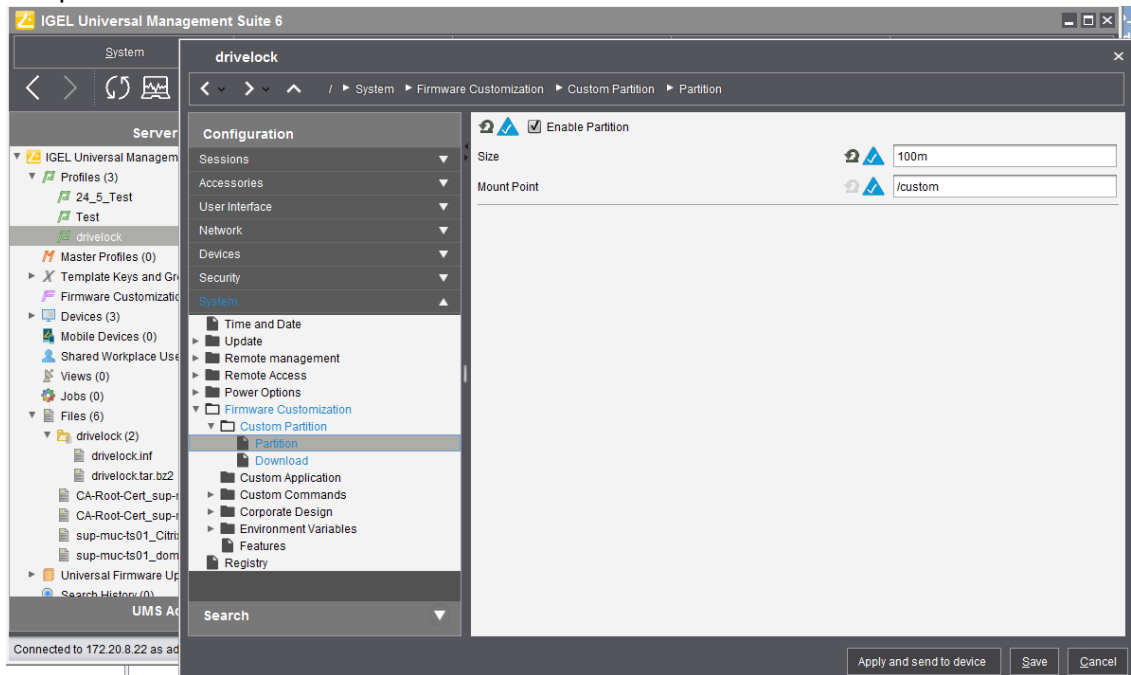 IGEL Universal Management Suite 6
System
drivelock
/ System Firmware Customization Custom Partition Partition
Server
IGEL Universal Managem
Profiles (3)
24_5_Test
Test
drivelock
Master Profiles (0)
Template Keys and Gr
Firmware Customizatio
Devices (3)
Mobile Devices (0)
Shared Workplace Use
Views (0)
Jobs (0)
Files (6)
drivelock (2)
drivelock.inf
drivelock.tar.bz2
CA-Root-Cert_sup-r
CA-Root-Cert_sup-r
sup-muc-ts01_Citri
sup-muc-ts01_dom
Universal Firmware Up
Search History (0)
UMS Ad
Connected to 172.20.8.22 as ad
Configuration
Sessions
Accessories
User Interface
Network
Devices
Security
System
Time and Date
Update
Remote management
Remote Access
Power Options
Firmware Customization
Custom Partition
Partition
Download
Custom Application
Custom Commands
Corporate Design
Environment Variables
Features
Registry
Search
Enable Partition
Size 100m
Mount Point /custom
Apply and send to device Save Cancel